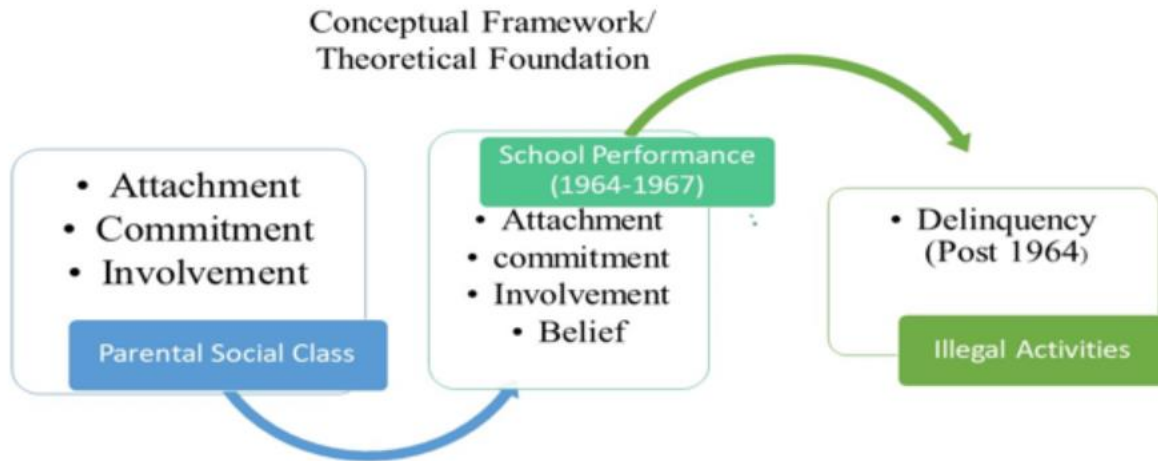 Conceptual Framework/
Theoretical Foundation
• Attachment
• Commitment
• Involvement
Parental Social Class
School Performance
(1964-1967)
• Attachment
• commitment
• Involvement
• Belief
• Delinquency
(Post 1964)
Illegal Activities